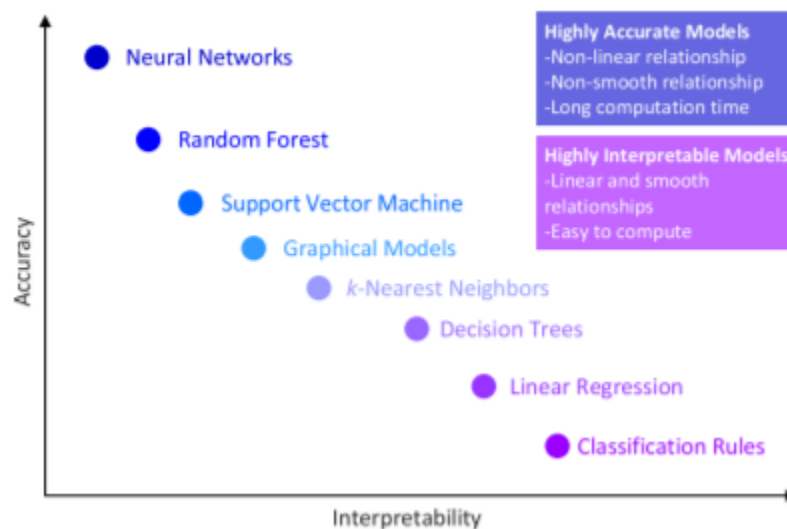 Highly Accurate Models
-Non-linear relationship
-Non-smooth relationship
-Long computation time
Highly Interpretable Models
-Linear and smooth
relationships
-Easy to compute
Neural Networks
Random Forest
Support Vector Machine
Graphical Models
k-Nearest Neighbors
Decision Trees
Linear Regression
Classification Rules
Accuracy
Interpretability